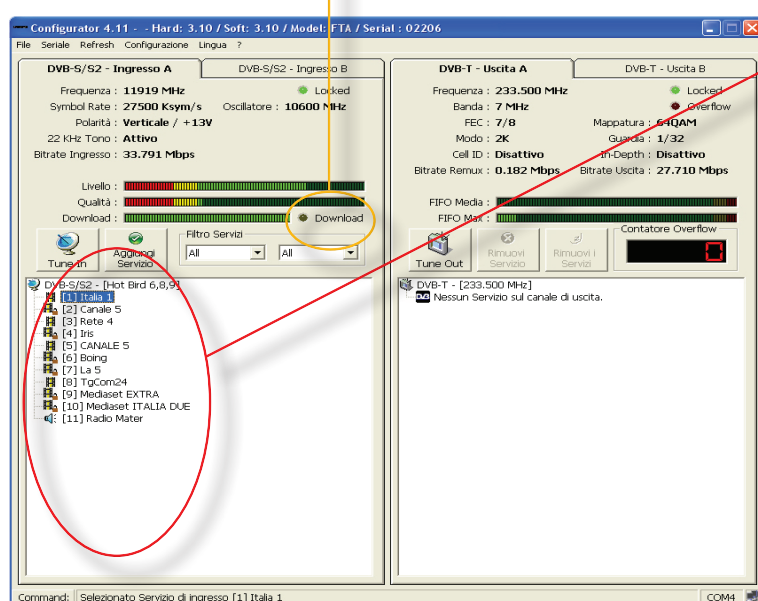 Configurator 4.11 - - Hard: 3.10 / Soft: 3.10 / Model: FTA / Serial : 02206
File Seriale Refresh Configurazione Lingua ?
DVB-S/S2 - Ingresso A
DVB-S/S2 - Ingresso B
Frequenza : 11919 MHz
Locked
Symbol Rate : 27500 Ksym/s
Oscillatore : 10600 MHz
Polarità : Verticale / +13V
22 KHz Tono : Attivo
Bitrate Ingresso : 33.791 Mbps
Livello :
Qualità :
Download :
Download
Tune In
Aggiungi Servizio
Filtro Servizi
All
All
DVB-S/S2 - [Hot Bird 6,8,9]
[1] Italia 1
[2] Canale 5
[3] Rete 4
[4] Iris
[5] CANALE 5
[6] Boing
[7] La 5
[8] TgCom24
[9] Mediaset EXTRA
[10] Mediaset ITALIA DUE
[11] Radio Mater
DVB-T - Uscita A
DVB-T - Uscita B
Frequenza : 233.500 MHz
Locked
Banda : 7 MHz
Overflow
FEC : 7/8
Mappatura : 64QAM
Modo : 2K
Guardia : 1/32
Cell ID : Disattivo
In-Depth : Disattivo
Bitrate Remux : 0.182 Mbps
Bitrate Uscita : 27.710 Mbps
FIFO Media :
FIFO Max :
Tune Out
Rimuovi Servizio
Rimuovi i Servizi
Contatore Overflow
0
DVB-T - [233.500 MHz]
DVB Nessun Servizio sul canale di uscita.
Command: Selezionato Servizio di ingresso [1] Italia 1
COM4